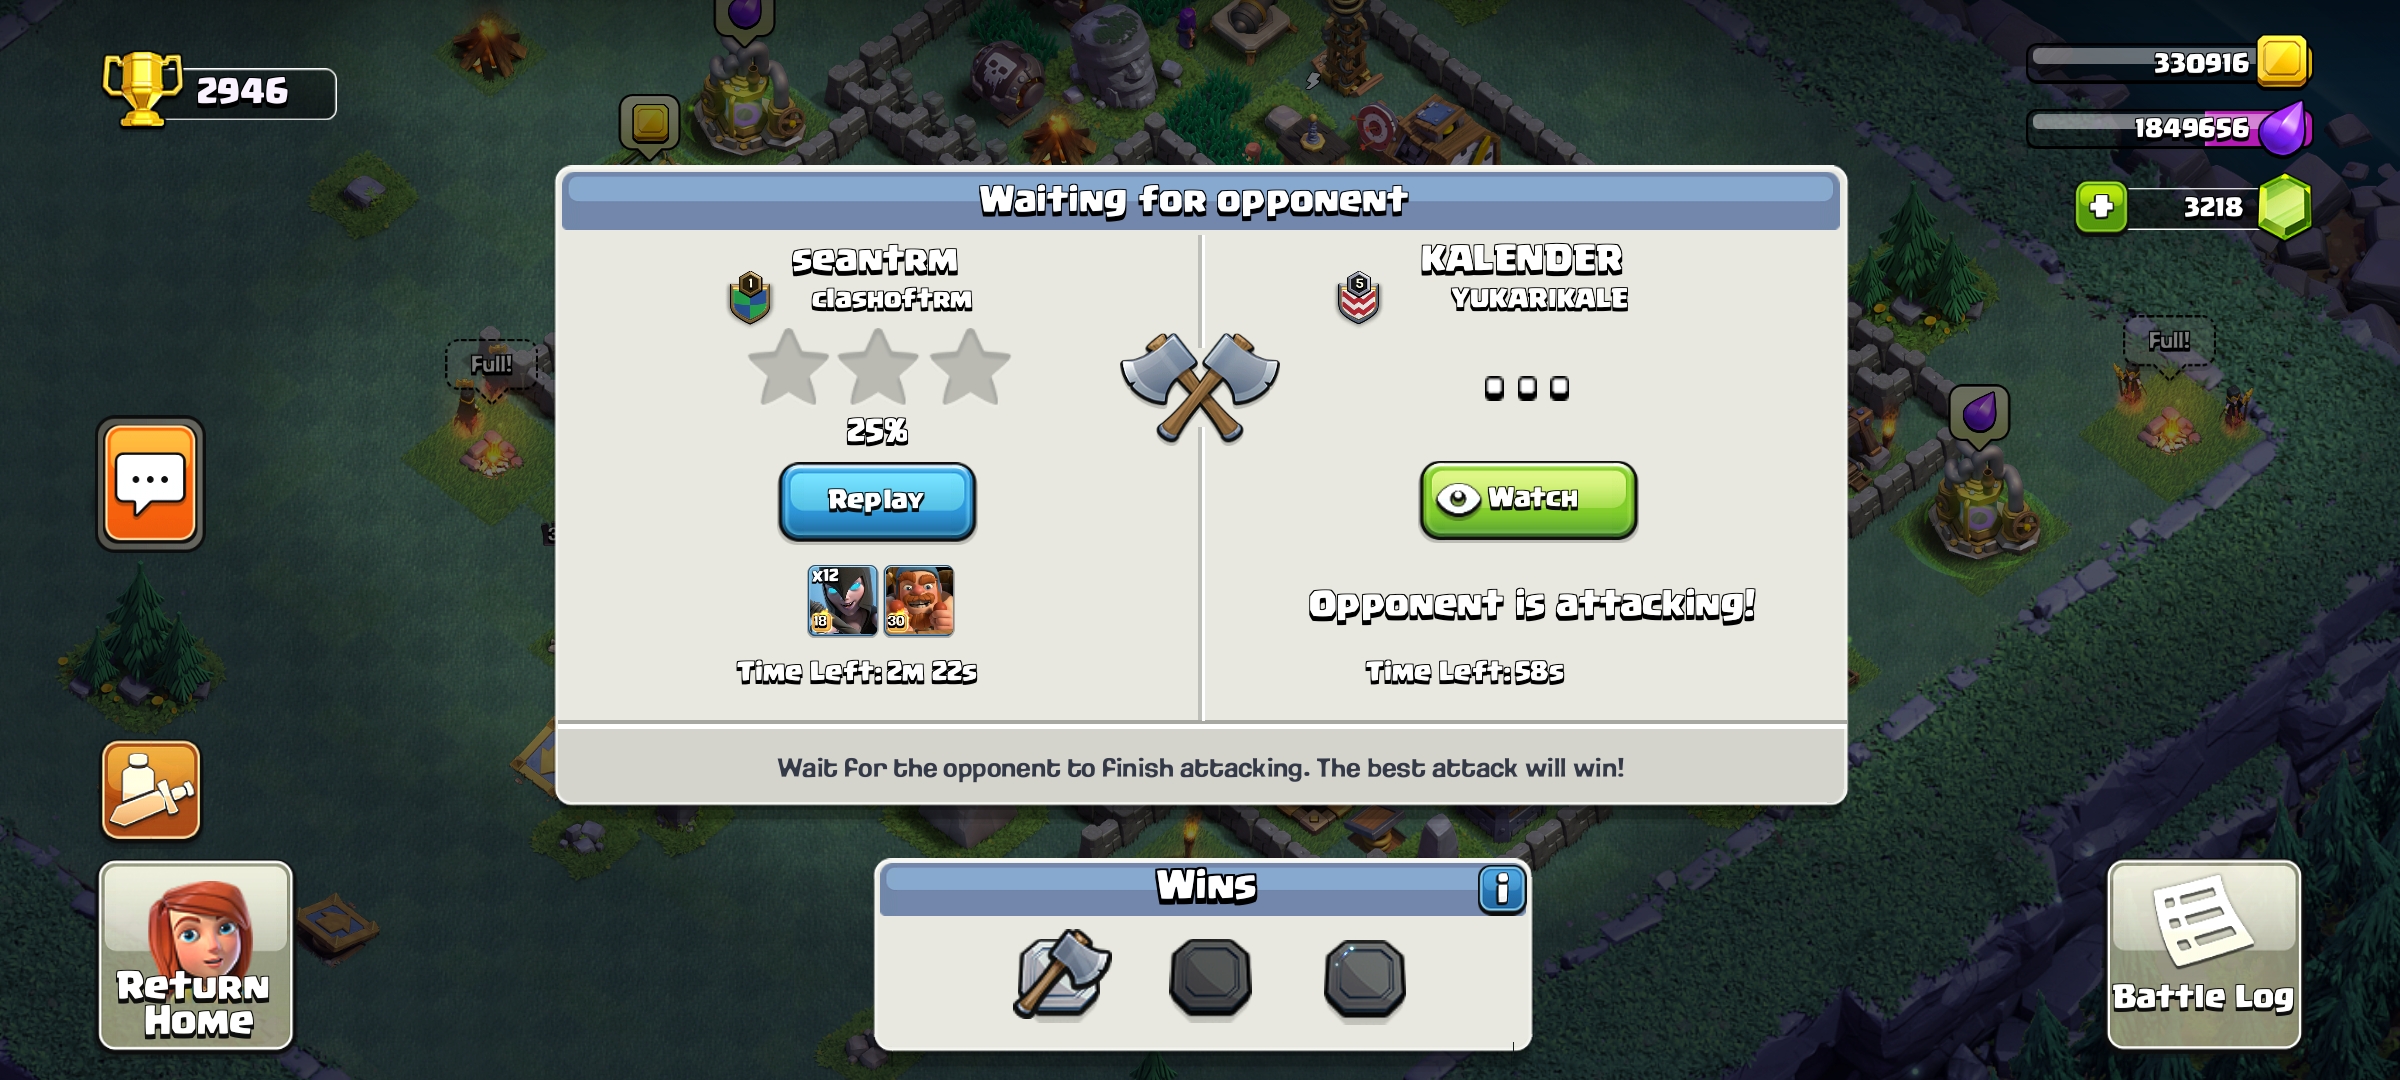 2946
330916
1849656
3218
Waiting for opponent
seantrm
1
clashoftrm
KALENDER
5
YUKARIKALE
Full!
Full!
25%
Replay
Watch
x12
18
30
Opponent is attacking!
Time Left: 2m 22s
Time Left: 58s
Wait for the opponent to finish attacking. The best attack will win!
Wins
i
Return
Home
Battle Log